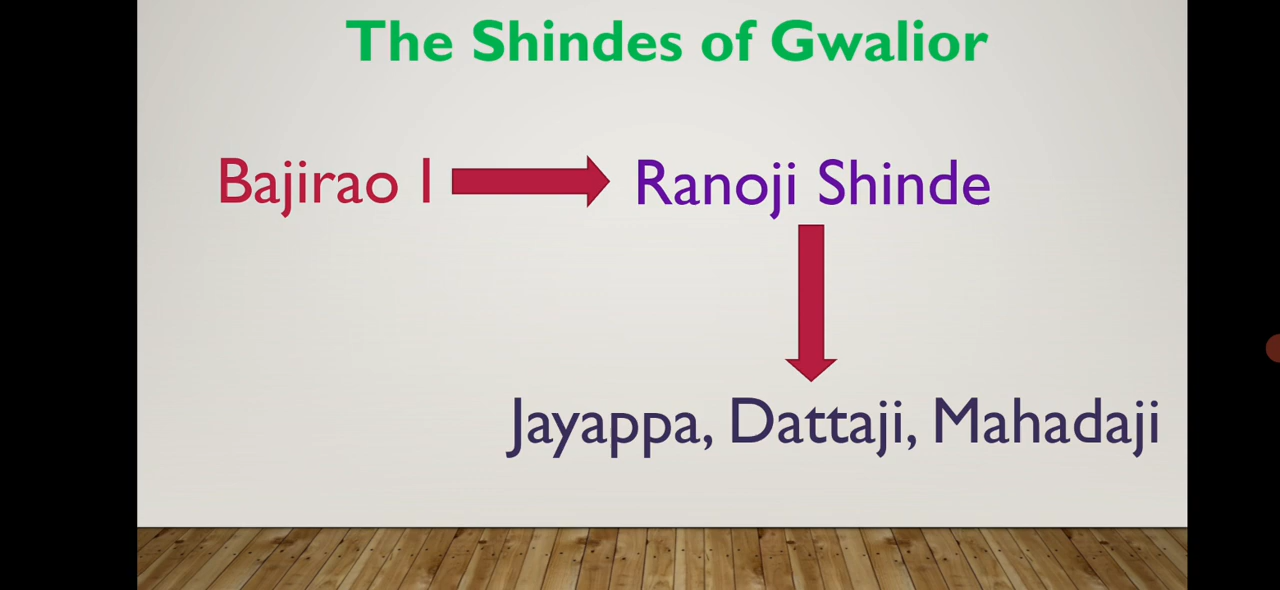 The Shindes of Gwalior
Bajirao I Ranoji Shinde
Jayappa, Dattaji, Mahadaji